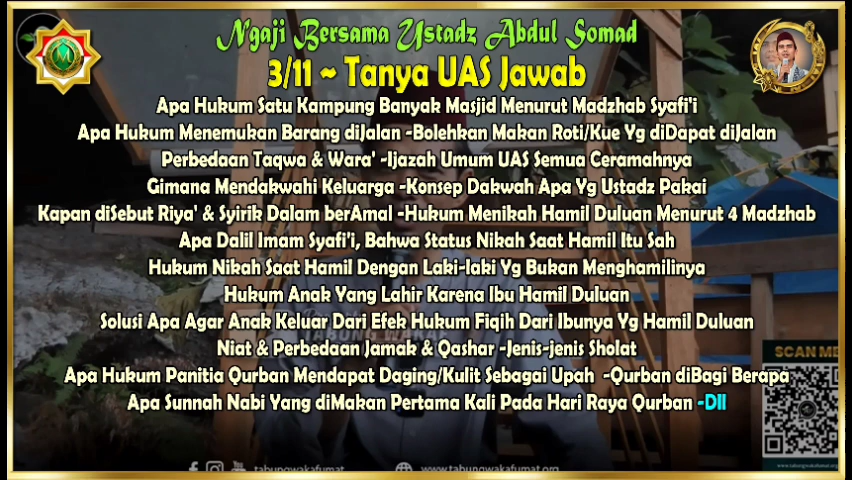 Ngaji Bersama Ustadz Abdul Somad
3/11 ~ Tanya UAS Jawab
Apa Hukum Satu Kampung Banyak Masjid Menurut Madzhab Syafi'i
Apa Hukum Menemukan Barang diJalan -Bolehkan Makan Roti/Kue Yg diDapat diJalan
Perbedaan Taqwa & Wara' -Ijazah Umum UAS Semua Ceramahnya
Gimana Mendakwahi Keluarga -Konsep Dakwah Apa Yg Ustadz Pakai
Kapan diSebut Riya' & Syirik Dalam berAmal -Hukum Menikah Hamil Duluan Menurut 4 Madzhab
Apa Dalil Imam Syafi'i, Bahwa Status Nikah Saat Hamil Itu Sah
Hukum Nikah Saat Hamil Dengan Laki-laki Yg Bukan Menghamilinya
Hukum Anak Yang Lahir Karena Ibu Hamil Duluan
Solusi Apa Agar Anak Keluar Dari Efek Hukum Fiqih Dari Ibunya Yg Hamil Duluan
Niat & Perbedaan Jamak & Qashar -Jenis-jenis Sholat
Apa Hukum Panitia Qurban Mendapat Daging/Kulit Sebagai Upah -Qurban diBagi Berapa
Apa Sunnah Nabi Yang diMakan Pertama Kali Pada Hari Raya Qurban -Dll
SCAN ME
tabungwakafumat www.tabungwakafumat.org